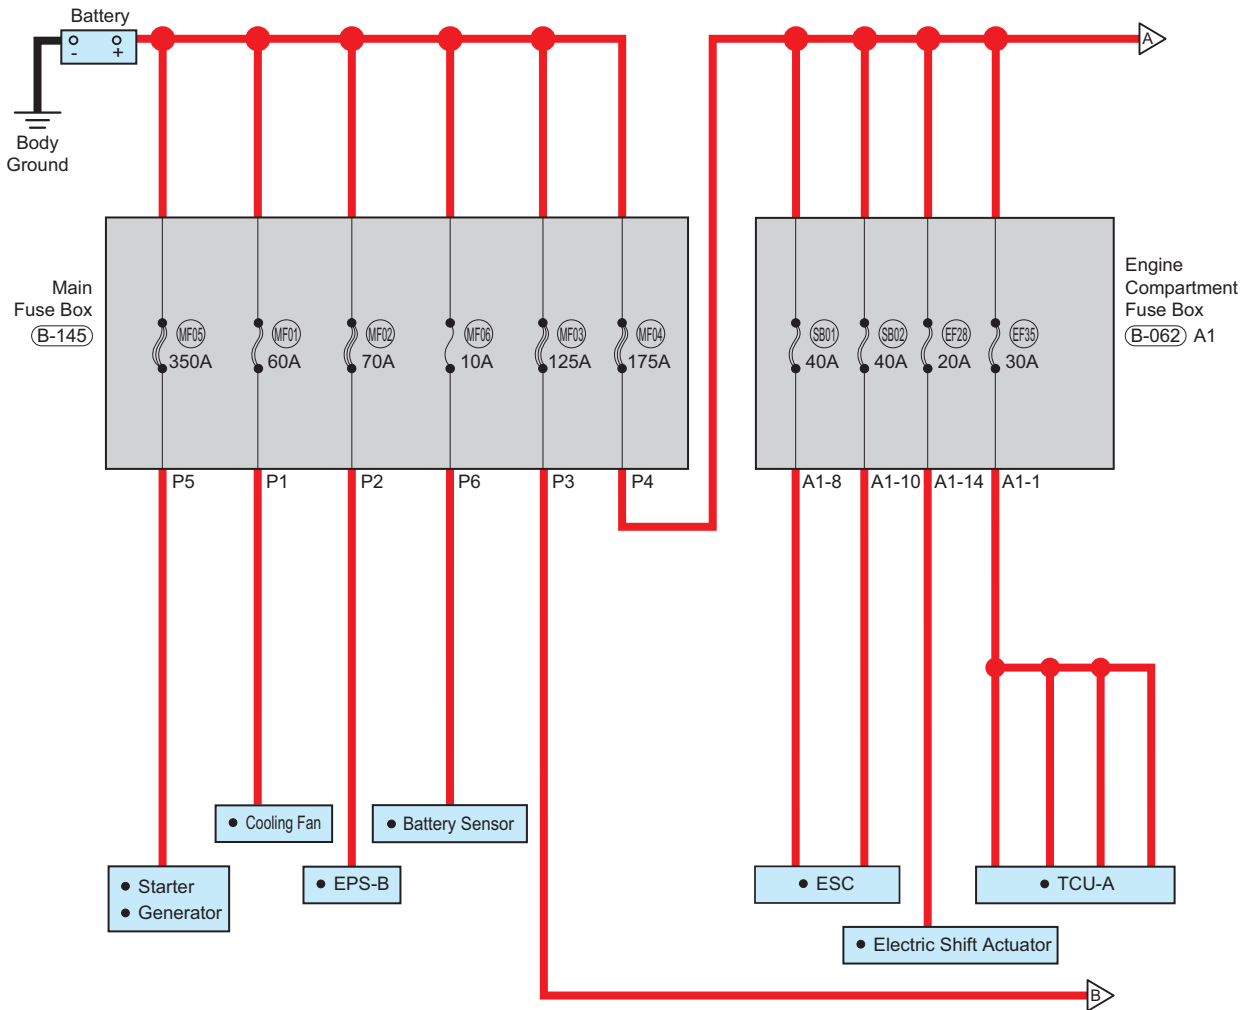 Battery
- +
Body
Ground
A
Main
Fuse Box
B-145
MF05
350A
MF01
60A
MF02
70A
MF06
10A
MF03
125A
MF04
175A
SB01
40A
SB02
40A
EF28
20A
EF35
30A
Engine
Compartment
Fuse Box
B-062 A1
P5
P1
P2
P6
P3
P4
A1-8
A1-10
A1-14
A1-1
• Cooling Fan
• Battery Sensor
• Starter
• Generator
• EPS-B
• ESC
• TCU-A
• Electric Shift Actuator
B